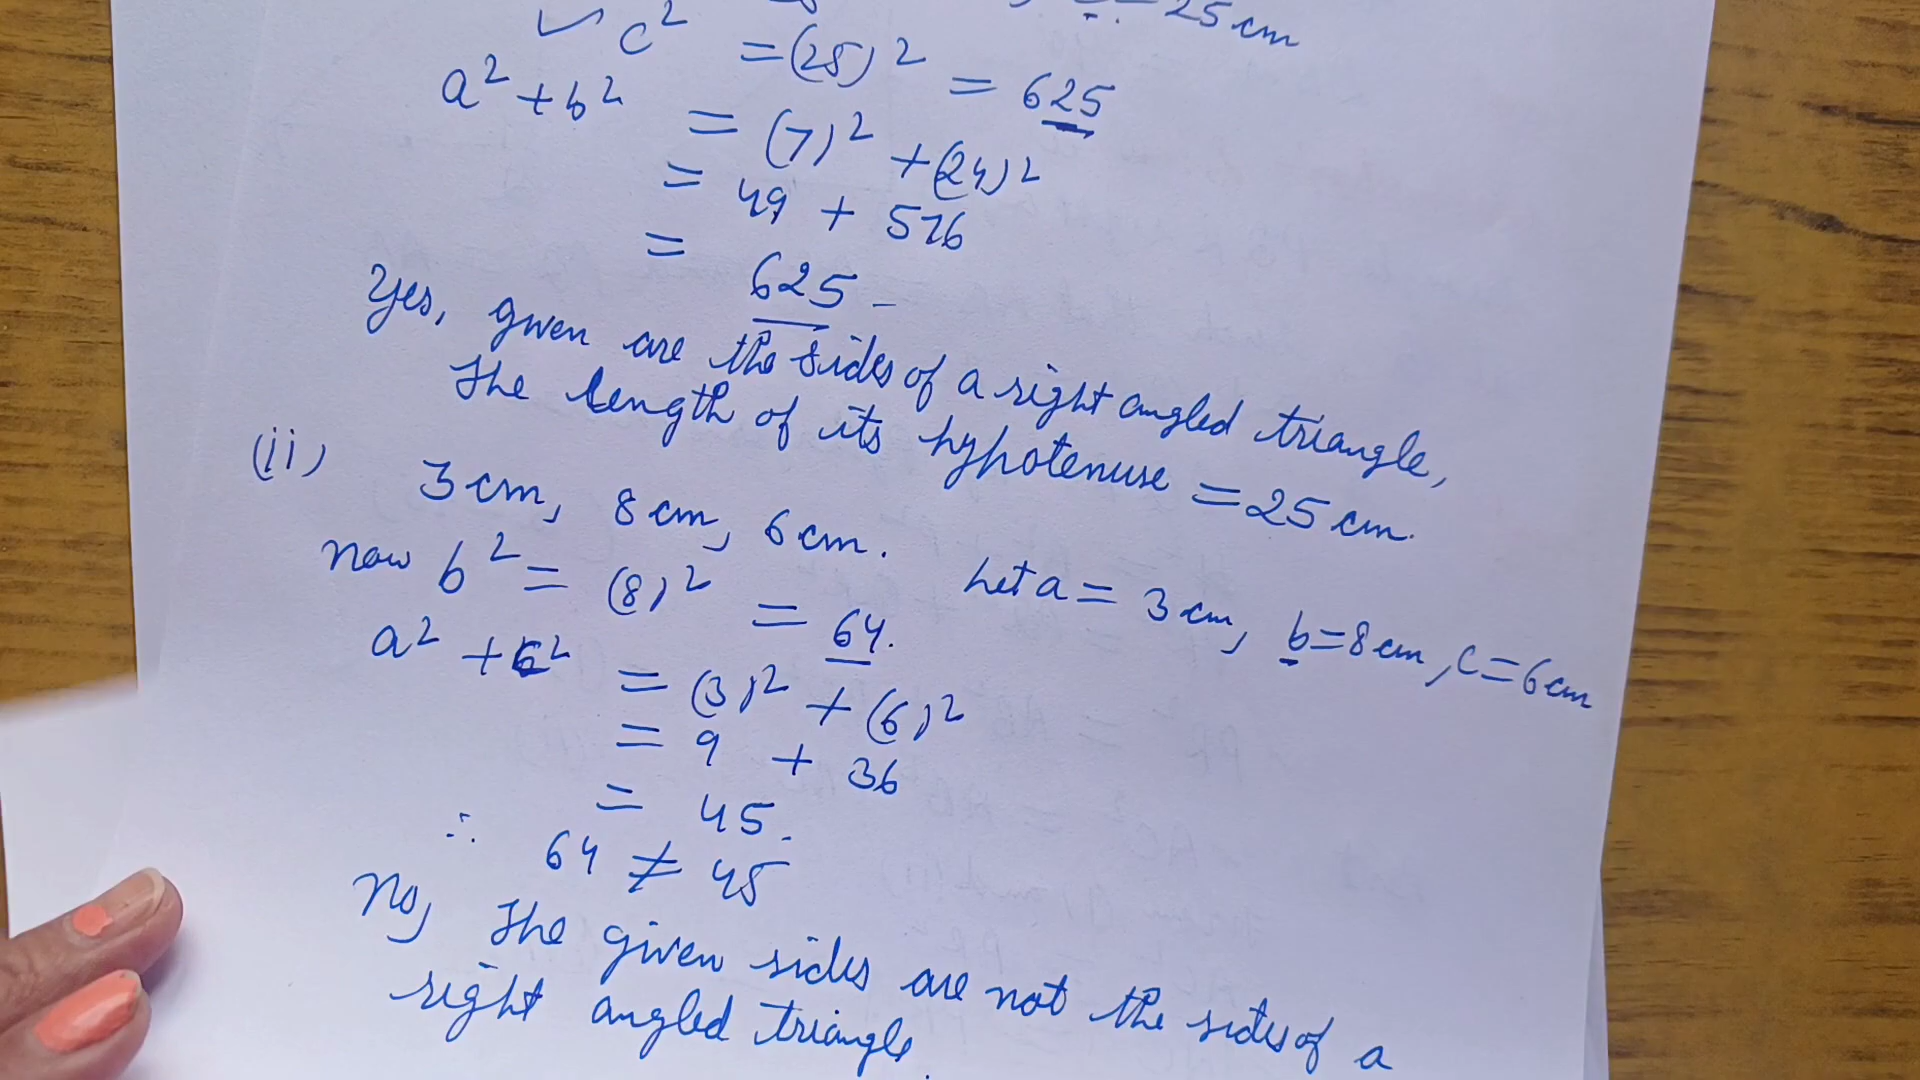 = 25 cm
c² = (25)² = 625
a² + b² = (7)² + (24)²
= 49 + 576
= 625
Yes, given are the sides of a right angled triangle,
The length of its hypotenuse = 25 cm.
(ii) 3 cm, 8 cm, 6 cm. Let a = 3 cm, b = 8 cm, c = 6 cm
Now b² = (8)² = 64.
a² + c² = (3)² + (6)²
= 9 + 36
= 45.
∴ 64 ≠ 45
No, The given sides are not the sides of a
right angled triangle.